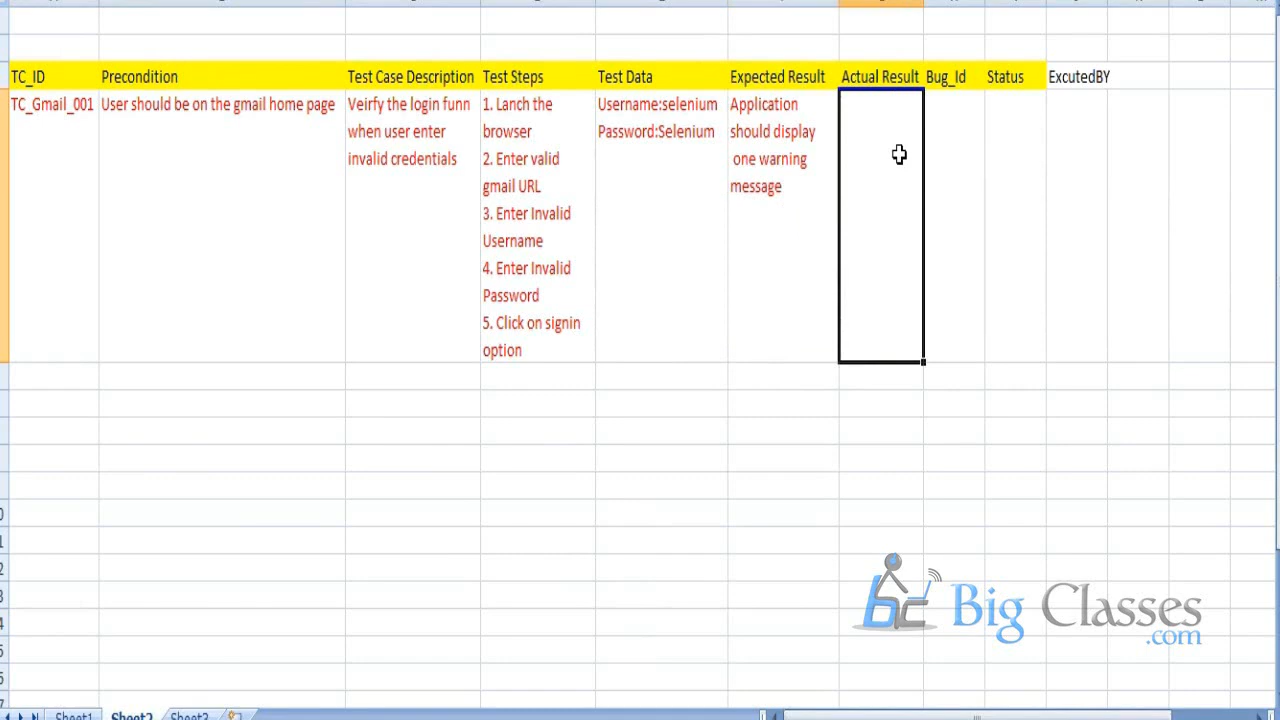 TC_ID Precondition Test Case Description Test Steps Test Data Expected Result Actual Result Bug_Id Status ExcutedBY
TC_Gmail_001 User should be on the gmail home page Veirfy the login funn 1. Lanch the Username:selenium Application
when user enter browser Password:Selenium should display
invalid credentials 2. Enter valid one warning
gmail URL message
3. Enter Invalid
Username
4. Enter Invalid
Password
5. Click on signin
option
bc Big Classes
.com
Sheet1 Sheet2 Sheet3